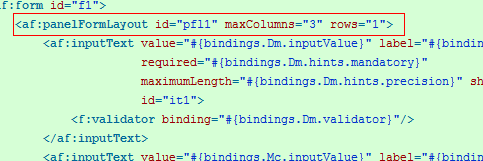 af:form id="f1">
<af:panelFormLayout id="pfl1" maxColumns="3" rows="1">
<af:inputText value="#{bindings.Dm.inputValue}" label="#{bindin
required="#{bindings.Dm.hints.mandatory}"
maximumLength="#{bindings.Dm.hints.precision}" sh
id="it1">
<f:validator binding="#{bindings.Dm.validator}"/>
</af:inputText>
<af:inputText value="#{bindings.Mc.inputValue}" label="#{bindin